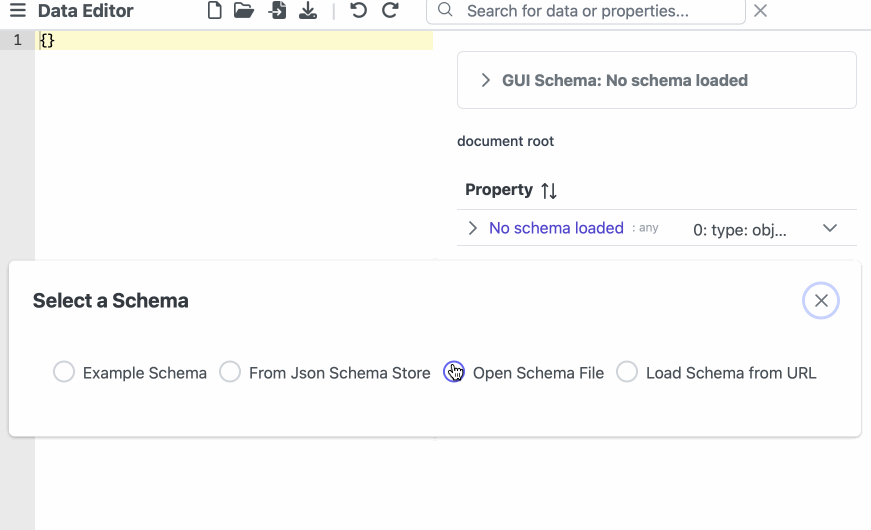 Data Editor
Search for data or properties...
1 {}
GUI Schema: No schema loaded
document root
Property
No schema loaded : any 0: type: obj...
Select a Schema
Example Schema From Json Schema Store Open Schema File Load Schema from URL